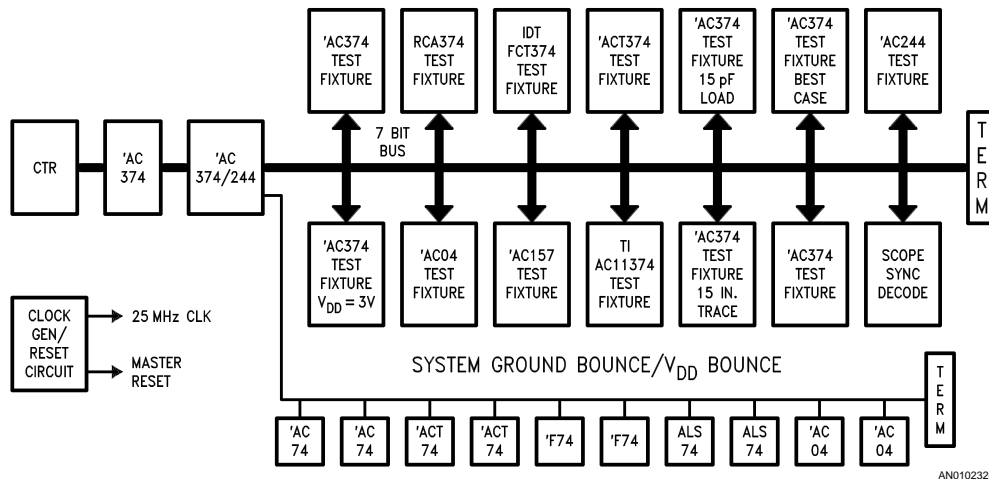 'AC374
TEST
FIXTURE
RCA374
TEST
FIXTURE
IDT
FCT374
TEST
FIXTURE
'ACT374
TEST
FIXTURE
'AC374
TEST
FIXTURE
15 pF
LOAD
'AC374
TEST
FIXTURE
BEST
CASE
'AC244
TEST
FIXTURE
7 BIT
BUS
CTR
'AC
374
'AC
374/244
TERM
'AC374
TEST
FIXTURE
VDD = 3V
'AC04
TEST
FIXTURE
'AC157
TEST
FIXTURE
TI
AC11374
TEST
FIXTURE
'AC374
TEST
FIXTURE
15 IN.
TRACE
'AC374
TEST
FIXTURE
SCOPE
SYNC
DECODE
CLOCK
GEN/
RESET
CIRCUIT
25 MHz CLK
MASTER
RESET
SYSTEM GROUND BOUNCE/VDD BOUNCE
TERM
'AC
74
'AC
74
'ACT
74
'ACT
74
'F74
'F74
ALS
74
ALS
74
'AC
04
'AC
04
AN010232